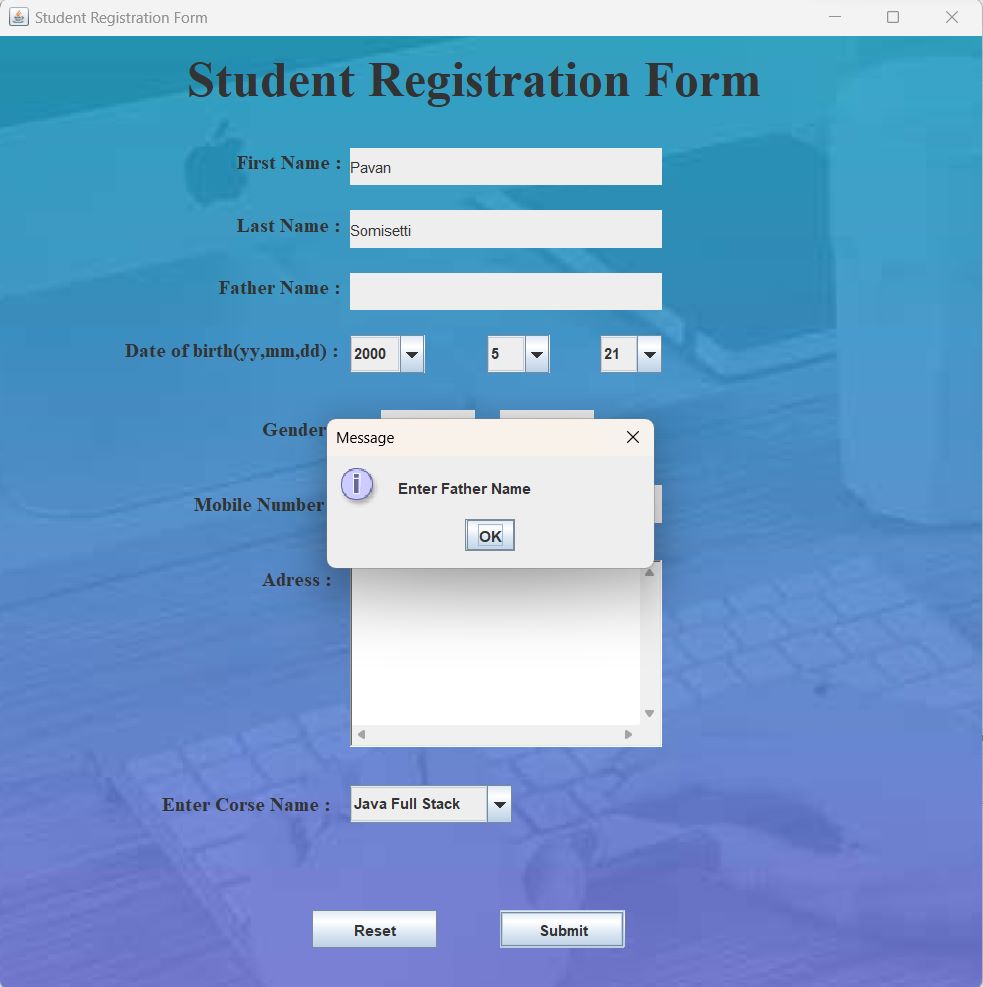 Student Registration Form
Student Registration Form
First Name :
Pavan
Last Name :
Somisetti
Father Name :
Date of birth(yy,mm,dd) :
2000
5
21
Gender
Message
Enter Father Name
OK
Mobile Number
Adress :
Enter Corse Name :
Java Full Stack
Reset
Submit